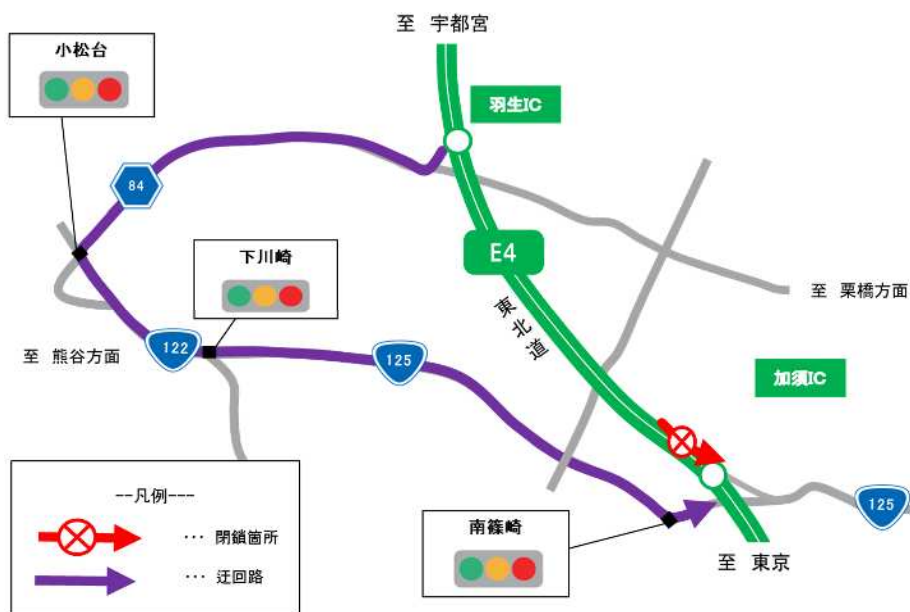 至 宇都宮
小松台
羽生IC
84
E4
下川崎
東北道
至 栗橋方面
至 熊谷方面
122
125
加須IC
---凡例---
・・・ 閉鎖箇所
・・・ 迂回路
南篠崎
125
至 東京